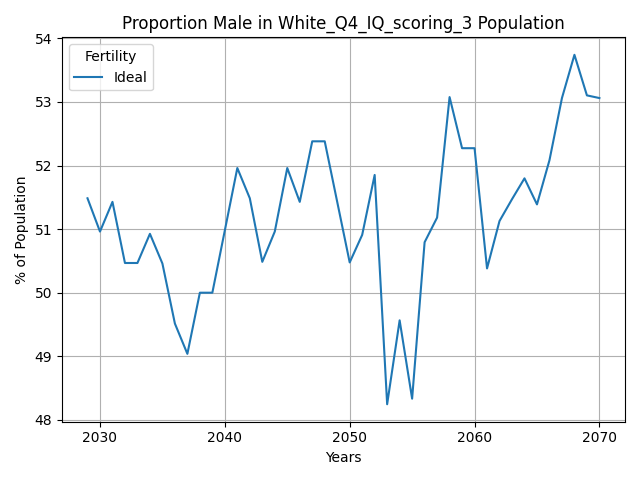 Proportion Male in White_Q4_IQ_scoring_3 Population
54
53
52
51
50
49
48
% of Population
Fertility
Ideal
2030 2040 2050 2060 2070
Years